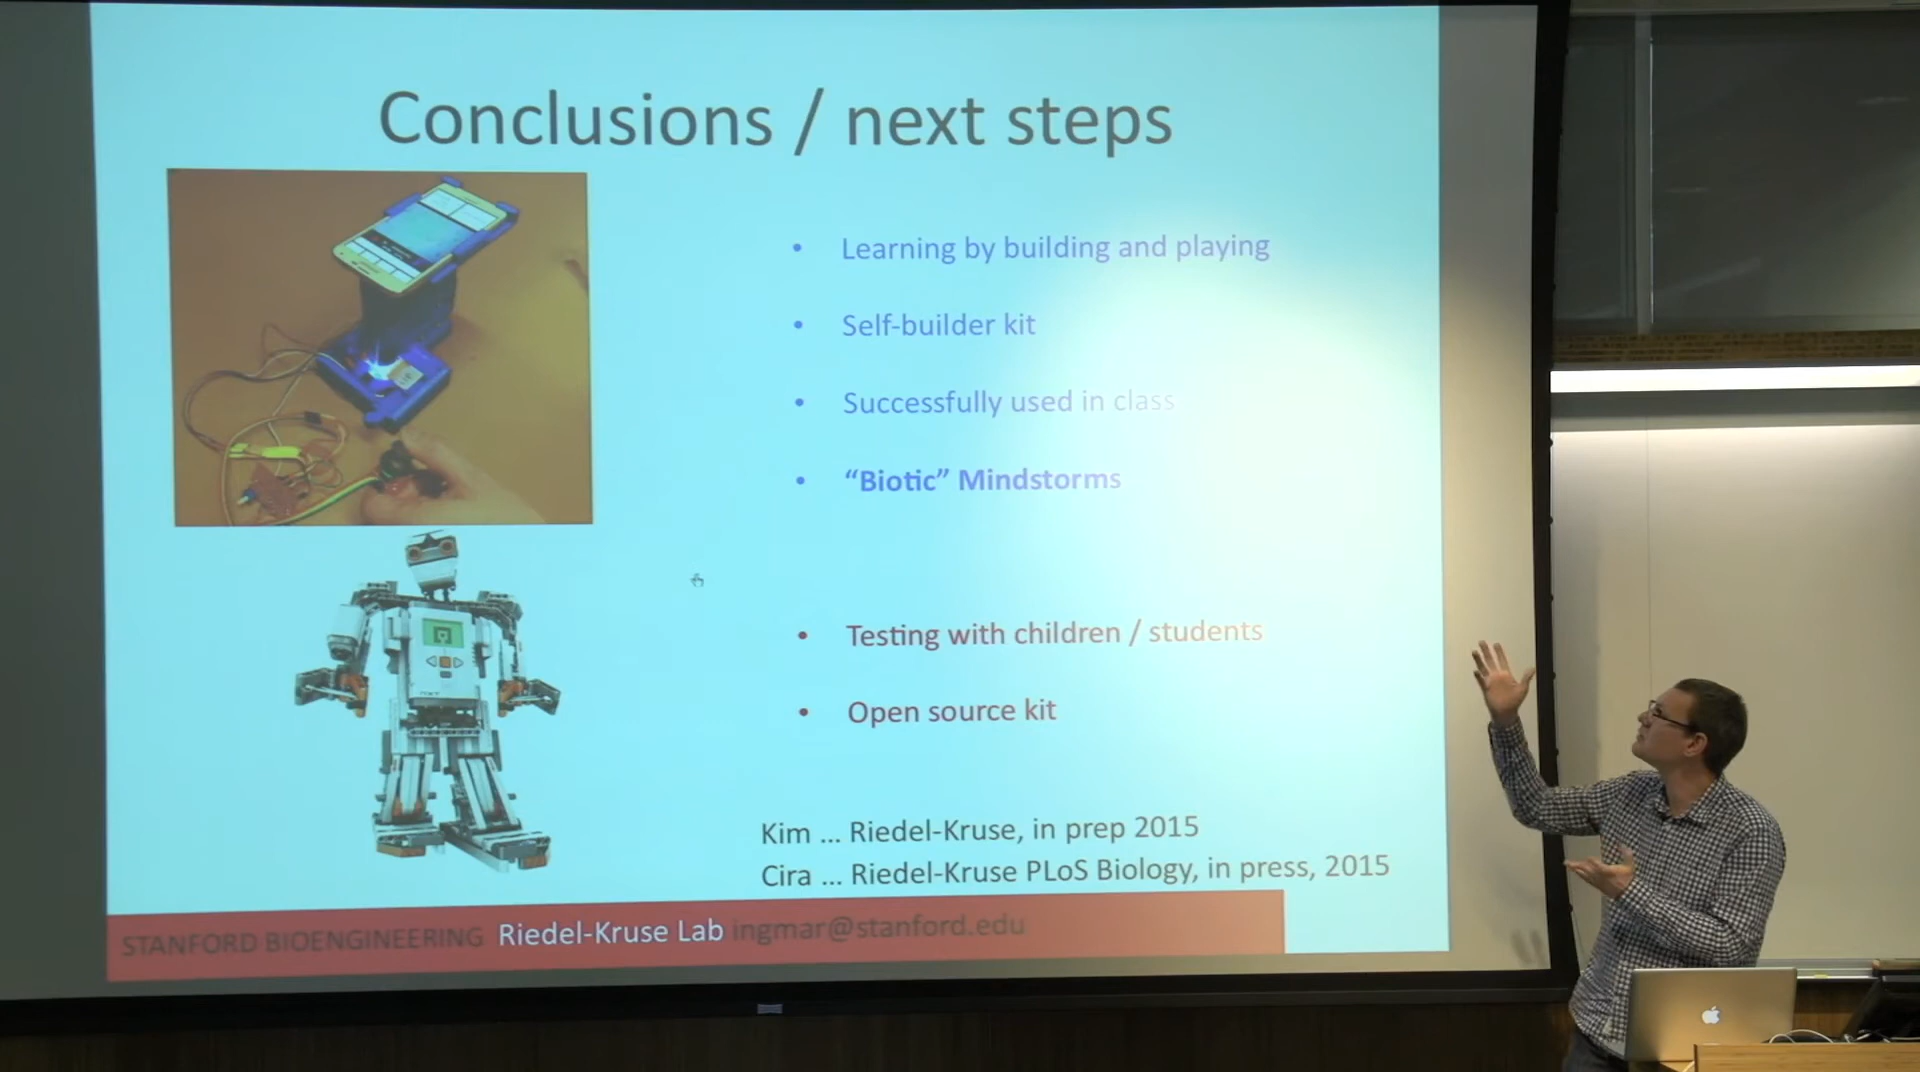 Conclusions / next steps
• Learning by building and playing
• Self-builder kit
• Successfully used in class
• “Biotic” Mindstorms
• Testing with children / students
• Open source kit
Kim ... Riedel-Kruse, in prep 2015
Cira ... Riedel-Kruse PLoS Biology, in press, 2015
STANFORD BIOENGINEERING Riedel-Kruse Lab ingmar@stanford.edu